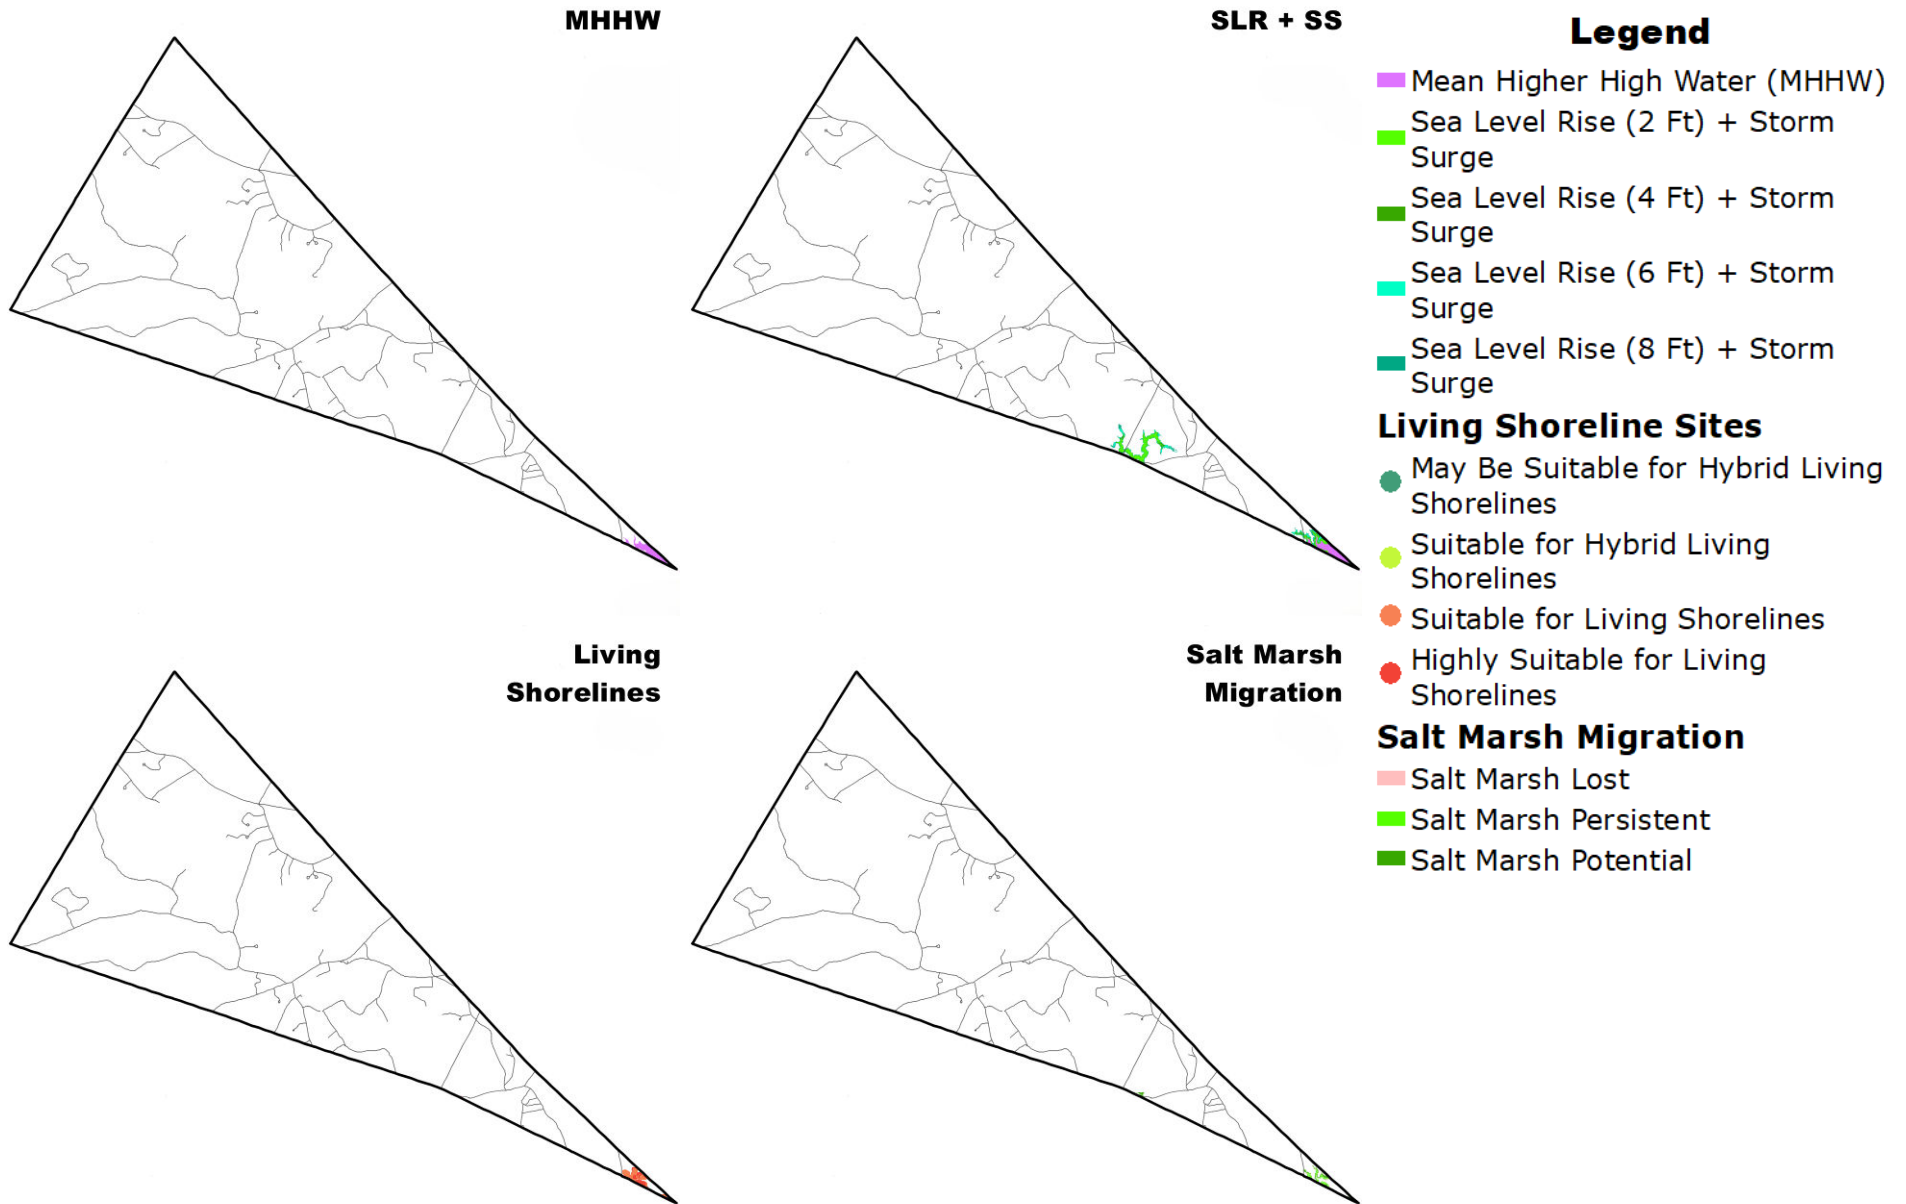 MHHW
SLR + SS
Living
Shorelines
Salt Marsh
Migration
Legend
Mean Higher High Water (MHHW)
Sea Level Rise (2 Ft) + Storm
Surge
Sea Level Rise (4 Ft) + Storm
Surge
Sea Level Rise (6 Ft) + Storm
Surge
Sea Level Rise (8 Ft) + Storm
Surge
Living Shoreline Sites
May Be Suitable for Hybrid Living
Shorelines
Suitable for Hybrid Living
Shorelines
Suitable for Living Shorelines
Highly Suitable for Living
Shorelines
Salt Marsh Migration
Salt Marsh Lost
Salt Marsh Persistent
Salt Marsh Potential